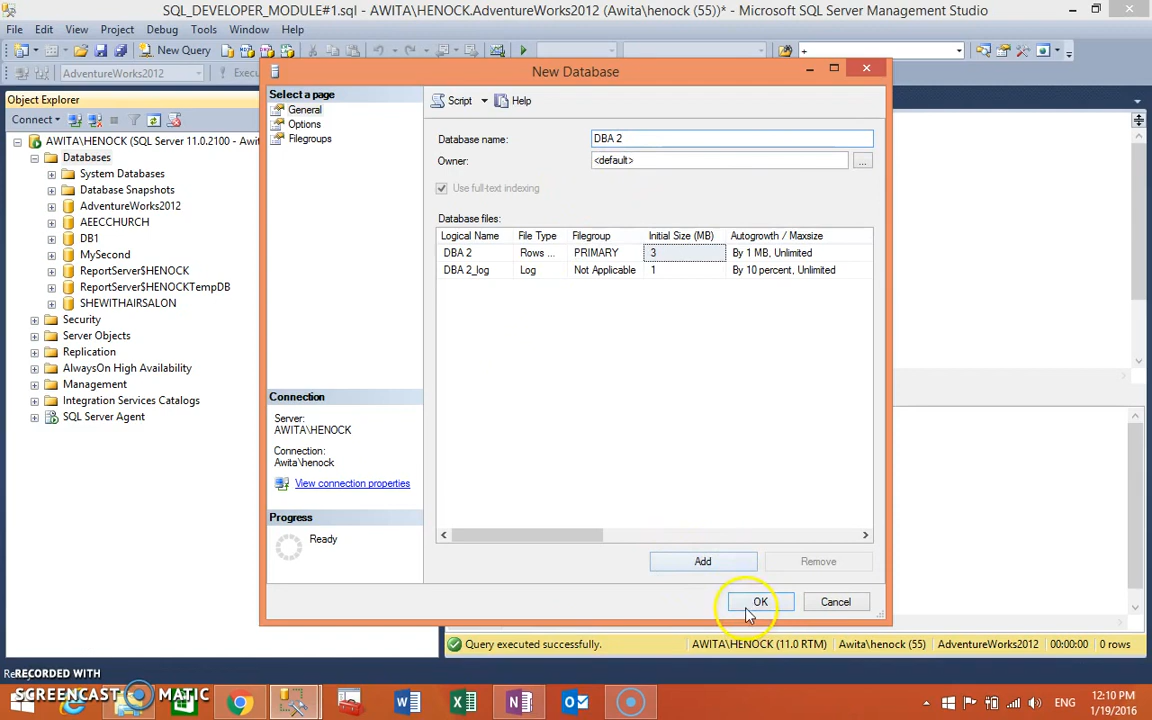 SQL_DEVELOPER_MODULE#1.sql - AWITA\HENOCK.AdventureWorks2012 (Awita\henock (55))* - Microsoft SQL Server Management Studio
File Edit View Project Debug Tools Window Help
New Query
AdventureWorks2012 Execu
Object Explorer
Connect
AWITA\HENOCK (SQL Server 11.0.2100 - Awit
Databases
System Databases
Database Snapshots
AdventureWorks2012
AEECCHURCH
DB1
MySecond
ReportServer$HENOCK
ReportServer$HENOCKTempDB
SHEWITHAIRSALON
Security
Server Objects
Replication
AlwaysOn High Availability
Management
Integration Services Catalogs
SQL Server Agent
New Database
Select a page
General
Options
Filegroups
Connection
Server:
AWITA\HENOCK
Connection:
Awita\henock
View connection properties
Progress
Ready
Script Help
Database name: DBA 2
Owner: <default> ...
Use full-text indexing
Database files:
Logical Name File Type Filegroup Initial Size (MB) Autogrowth / Maxsize
DBA 2 Rows ... PRIMARY 3 By 1 MB, Unlimited
DBA 2_log Log Not Applicable 1 By 10 percent, Unlimited
Add Remove
OK Cancel
Query executed successfully. AWITA\HENOCK (11.0 RTM) Awita\henock (55) AdventureWorks2012 00:00:00 0 rows
RECORDED WITH
SCREENCAST MATIC
ENG
12:10 PM
1/19/2016